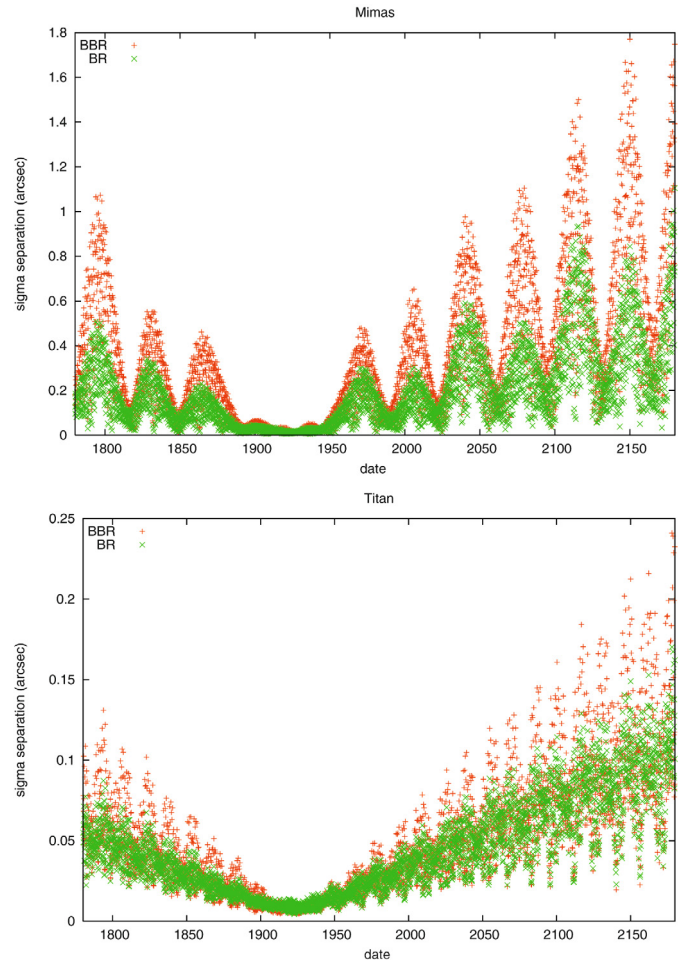 Mimas
BBR
BR
1.8
1.6
1.4
1.2
1
0.8
0.6
0.4
0.2
0
sigma separation (arcsec)
1800 1850 1900 1950 2000 2050 2100 2150
date
Titan
BBR
BR
0.25
0.2
0.15
0.1
0.05
0
sigma separation (arcsec)
1800 1850 1900 1950 2000 2050 2100 2150
date